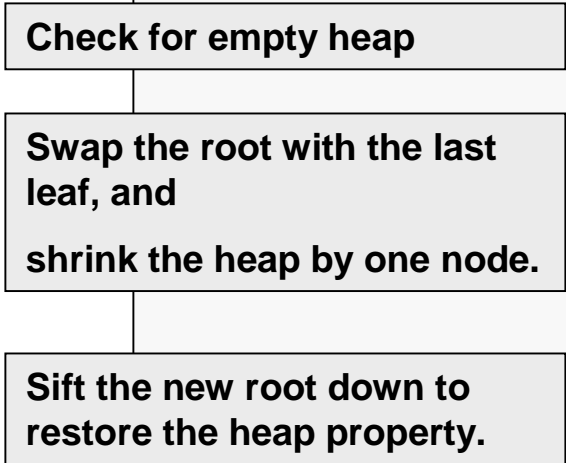 Check for empty heap
Swap the root with the last
leaf, and
shrink the heap by one node.
Sift the new root down to
restore the heap property.